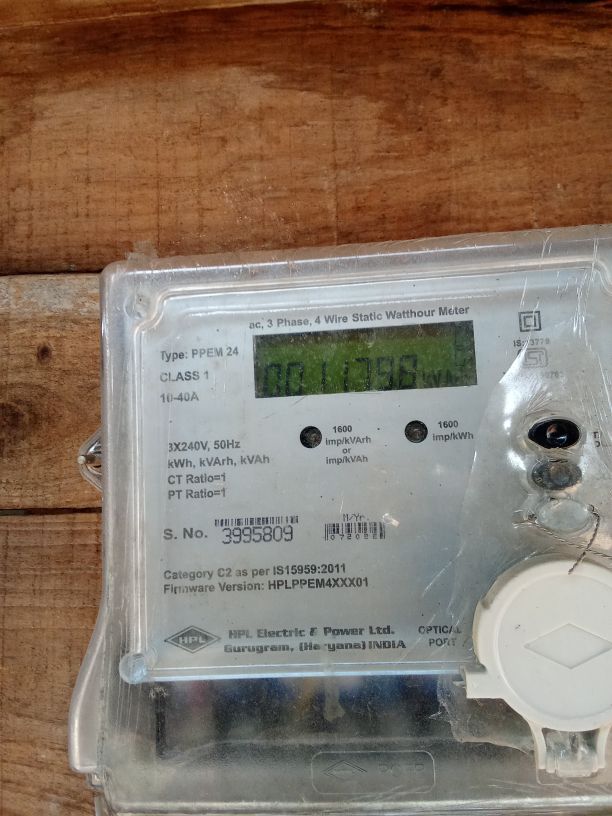 ac, 3 Phase, 4 Wire Static Watthour Meter
Type: PPEM 24
CLASS 1
10-40A
3X240V, 50Hz
kWh, kVArh, kVAh
CT Ratio=1
PT Ratio=1
1600
imp/kVArh
or
imp/kVAh
1600
imp/kWh
S. No. 3995809
M/Yr.
Category C2 as per IS15959:2011
Firmware Version: HPLPPEM4XXX01
HPL
HPL Electric & Power Ltd.
Gurugram, (Haryana) INDIA
OPTICAL
PORT